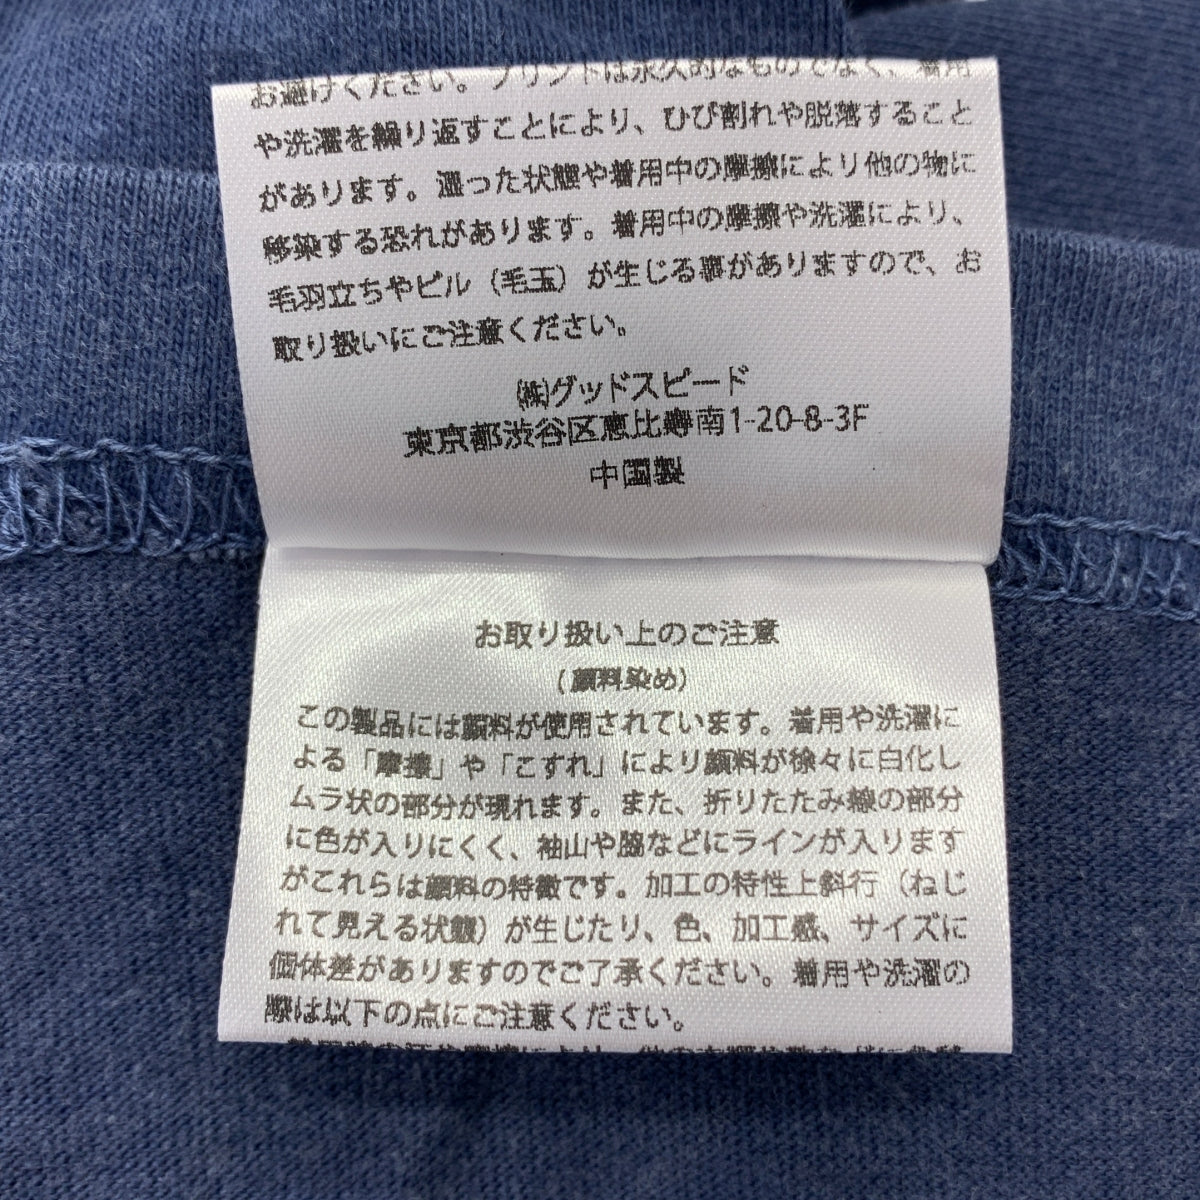 お避けください。プリントは永久的なものでなく、着用
や洗濯を繰り返すことにより、ひび割れや脱落すること
があります。湿った状態や着用中の摩擦により他の物に
移染する恐れがあります。着用中の摩擦や洗濯により、
毛羽立ちやピル（毛玉）が生じる事がありますので、お
取り扱いにご注意ください。
㈱グッドスピード
東京都渋谷区恵比寿南1-20-8-3F
中国製
お取り扱い上のご注意
(顔料染め)
この製品には顔料が使用されています。着用や洗濯に
よる「摩擦」や「こすれ」により顔料が徐々に白化し
ムラ状の部分が現れます。また、折りたたみ線の部分
に色が入りにくく、袖山や脇などにラインが入ります
がこれらは顔料の特徴です。加工の特性上斜行（ねじ
れて見える状態）が生じたり、色、加工感、サイズに
個体差がありますのでご了承ください。着用や洗濯の
際は以下の点にご注意ください。